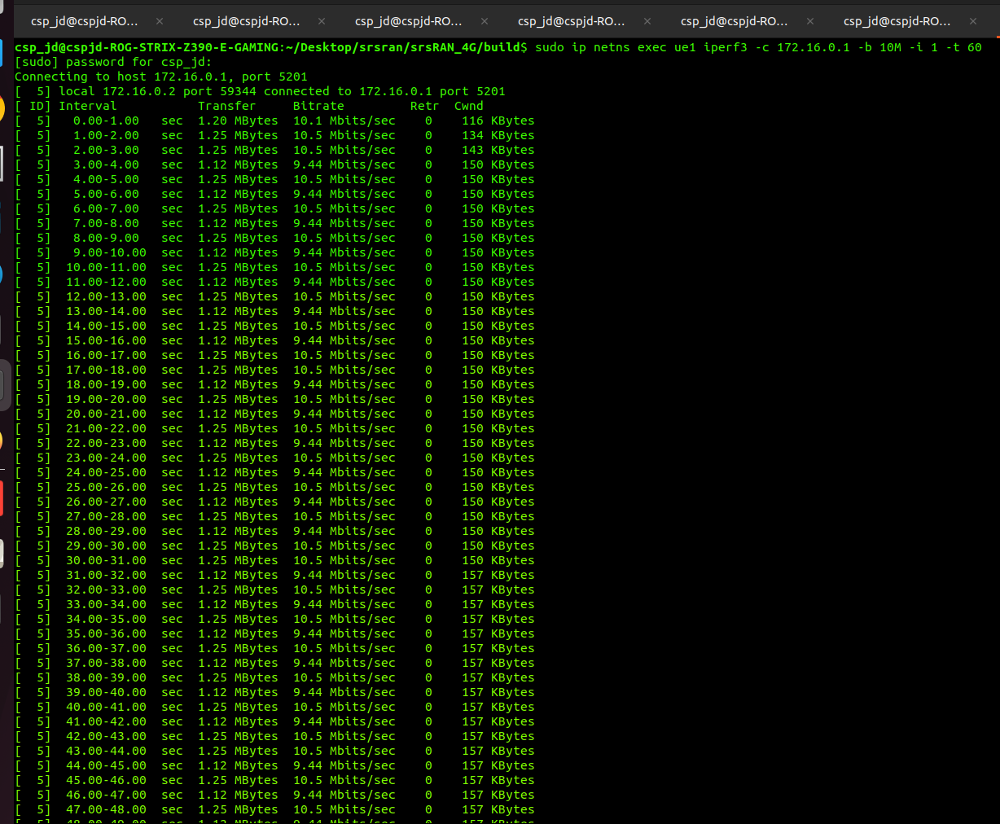 csp_jd@cspjd-RO... × csp_jd@cspjd-RO... × csp_jd@cspjd-RO... × csp_jd@cspjd-RO... × csp_jd@cspjd-RO... × csp_jd@cspjd-RO... ×
csp_jd@cspjd-ROG-STRIX-Z390-E-GAMING:~/Desktop/srsran/srsRAN_4G/build$ sudo ip netns exec ue1 iperf3 -c 172.16.0.1 -b 10M -i 1 -t 60
[sudo] password for csp_jd:
Connecting to host 172.16.0.1, port 5201
[  5] local 172.16.0.2 port 59344 connected to 172.16.0.1 port 5201
[ ID] Interval           Transfer     Bitrate         Retr  Cwnd
[  5]   0.00-1.00   sec  1.20 MBytes  10.1 Mbits/sec    0    116 KBytes
[  5]   1.00-2.00   sec  1.25 MBytes  10.5 Mbits/sec    0    134 KBytes
[  5]   2.00-3.00   sec  1.25 MBytes  10.5 Mbits/sec    0    143 KBytes
[  5]   3.00-4.00   sec  1.12 MBytes  9.44 Mbits/sec    0    150 KBytes
[  5]   4.00-5.00   sec  1.25 MBytes  10.5 Mbits/sec    0    150 KBytes
[  5]   5.00-6.00   sec  1.12 MBytes  9.44 Mbits/sec    0    150 KBytes
[  5]   6.00-7.00   sec  1.25 MBytes  10.5 Mbits/sec    0    150 KBytes
[  5]   7.00-8.00   sec  1.12 MBytes  9.44 Mbits/sec    0    150 KBytes
[  5]   8.00-9.00   sec  1.25 MBytes  10.5 Mbits/sec    0    150 KBytes
[  5]   9.00-10.00  sec  1.12 MBytes  9.44 Mbits/sec    0    150 KBytes
[  5]  10.00-11.00  sec  1.25 MBytes  10.5 Mbits/sec    0    150 KBytes
[  5]  11.00-12.00  sec  1.12 MBytes  9.44 Mbits/sec    0    150 KBytes
[  5]  12.00-13.00  sec  1.25 MBytes  10.5 Mbits/sec    0    150 KBytes
[  5]  13.00-14.00  sec  1.12 MBytes  9.44 Mbits/sec    0    150 KBytes
[  5]  14.00-15.00  sec  1.25 MBytes  10.5 Mbits/sec    0    150 KBytes
[  5]  15.00-16.00  sec  1.12 MBytes  9.44 Mbits/sec    0    150 KBytes
[  5]  16.00-17.00  sec  1.25 MBytes  10.5 Mbits/sec    0    150 KBytes
[  5]  17.00-18.00  sec  1.25 MBytes  10.5 Mbits/sec    0    150 KBytes
[  5]  18.00-19.00  sec  1.12 MBytes  9.44 Mbits/sec    0    150 KBytes
[  5]  19.00-20.00  sec  1.25 MBytes  10.5 Mbits/sec    0    150 KBytes
[  5]  20.00-21.00  sec  1.12 MBytes  9.44 Mbits/sec    0    150 KBytes
[  5]  21.00-22.00  sec  1.25 MBytes  10.5 Mbits/sec    0    150 KBytes
[  5]  22.00-23.00  sec  1.12 MBytes  9.44 Mbits/sec    0    150 KBytes
[  5]  23.00-24.00  sec  1.25 MBytes  10.5 Mbits/sec    0    150 KBytes
[  5]  24.00-25.00  sec  1.12 MBytes  9.44 Mbits/sec    0    150 KBytes
[  5]  25.00-26.00  sec  1.25 MBytes  10.5 Mbits/sec    0    150 KBytes
[  5]  26.00-27.00  sec  1.12 MBytes  9.44 Mbits/sec    0    150 KBytes
[  5]  27.00-28.00  sec  1.25 MBytes  10.5 Mbits/sec    0    150 KBytes
[  5]  28.00-29.00  sec  1.12 MBytes  9.44 Mbits/sec    0    150 KBytes
[  5]  29.00-30.00  sec  1.25 MBytes  10.5 Mbits/sec    0    150 KBytes
[  5]  30.00-31.00  sec  1.25 MBytes  10.5 Mbits/sec    0    150 KBytes
[  5]  31.00-32.00  sec  1.12 MBytes  9.44 Mbits/sec    0    157 KBytes
[  5]  32.00-33.00  sec  1.25 MBytes  10.5 Mbits/sec    0    157 KBytes
[  5]  33.00-34.00  sec  1.12 MBytes  9.44 Mbits/sec    0    157 KBytes
[  5]  34.00-35.00  sec  1.25 MBytes  10.5 Mbits/sec    0    157 KBytes
[  5]  35.00-36.00  sec  1.12 MBytes  9.44 Mbits/sec    0    157 KBytes
[  5]  36.00-37.00  sec  1.25 MBytes  10.5 Mbits/sec    0    157 KBytes
[  5]  37.00-38.00  sec  1.12 MBytes  9.44 Mbits/sec    0    157 KBytes
[  5]  38.00-39.00  sec  1.25 MBytes  10.5 Mbits/sec    0    157 KBytes
[  5]  39.00-40.00  sec  1.12 MBytes  9.44 Mbits/sec    0    157 KBytes
[  5]  40.00-41.00  sec  1.25 MBytes  10.5 Mbits/sec    0    157 KBytes
[  5]  41.00-42.00  sec  1.12 MBytes  9.44 Mbits/sec    0    157 KBytes
[  5]  42.00-43.00  sec  1.25 MBytes  10.5 Mbits/sec    0    157 KBytes
[  5]  43.00-44.00  sec  1.25 MBytes  10.5 Mbits/sec    0    157 KBytes
[  5]  44.00-45.00  sec  1.12 MBytes  9.44 Mbits/sec    0    157 KBytes
[  5]  45.00-46.00  sec  1.25 MBytes  10.5 Mbits/sec    0    157 KBytes
[  5]  46.00-47.00  sec  1.12 MBytes  9.44 Mbits/sec    0    157 KBytes
[  5]  47.00-48.00  sec  1.25 MBytes  10.5 Mbits/sec    0    157 KBytes